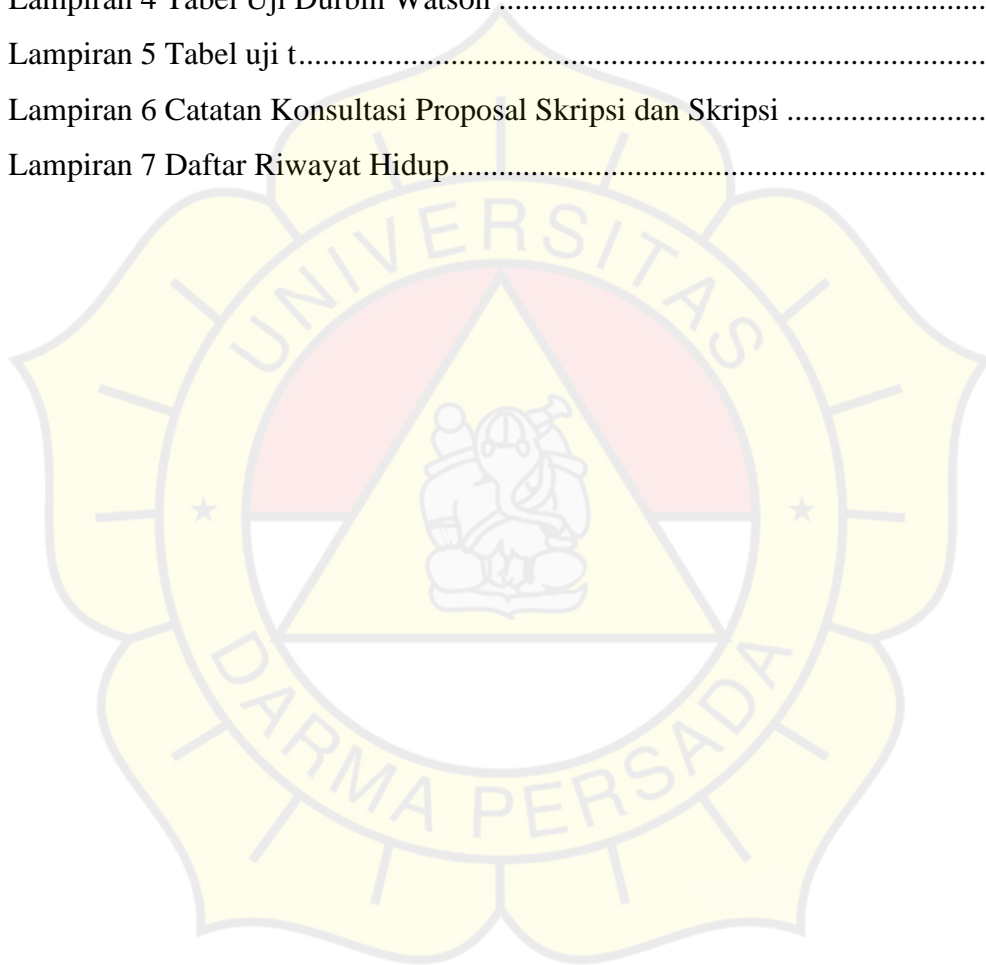 Lampiran 4 Tabel Uji Durbin Watson ............................................................
Lampiran 5 Tabel uji t.....................................................................................
Lampiran 6 Catatan Konsultasi Proposal Skripsi dan Skripsi .........................
Lampiran 7 Daftar Riwayat Hidup..................................................................
UNIVERSITAS
DARMA PERSADA